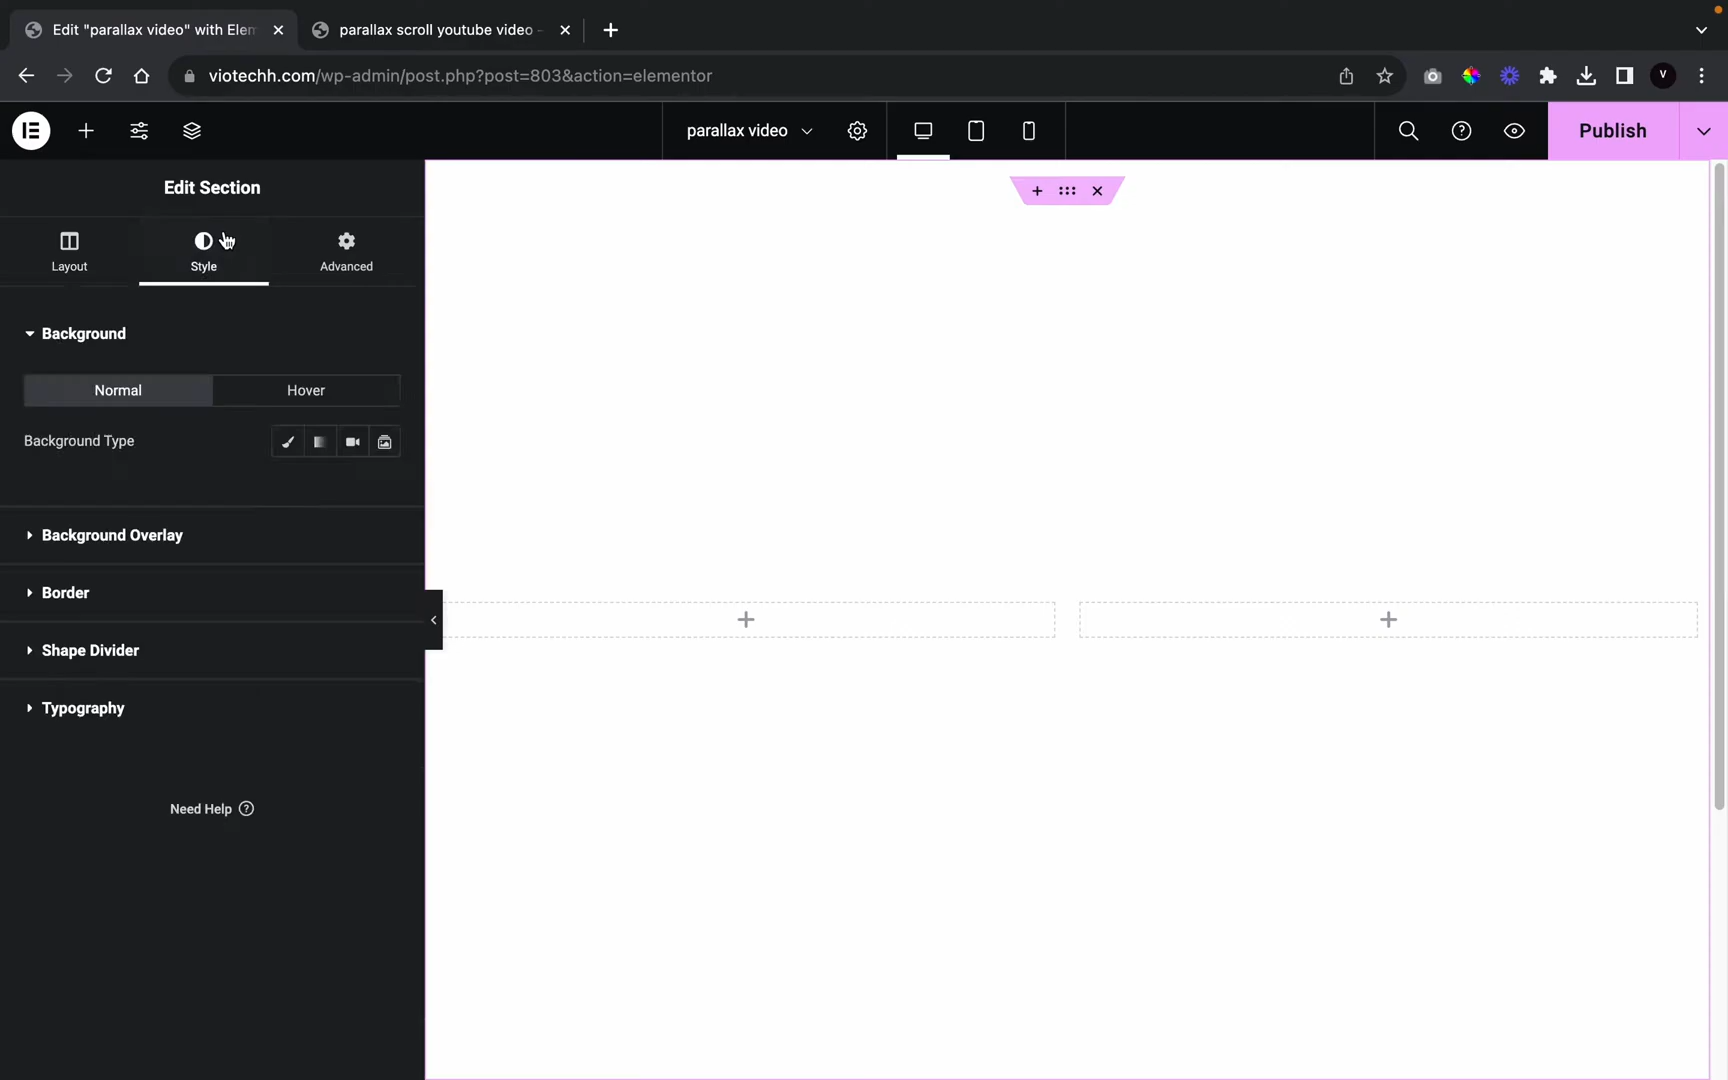 Edit "parallax video" with Elem
parallax scroll youtube video -
viotechh.com/wp-admin/post.php?post=803&action=elementor
V
parallax video
Publish
Edit Section
Layout
Style
Advanced
Background
Normal
Hover
Background Type
Background Overlay
Border
Shape Divider
Typography
Need Help